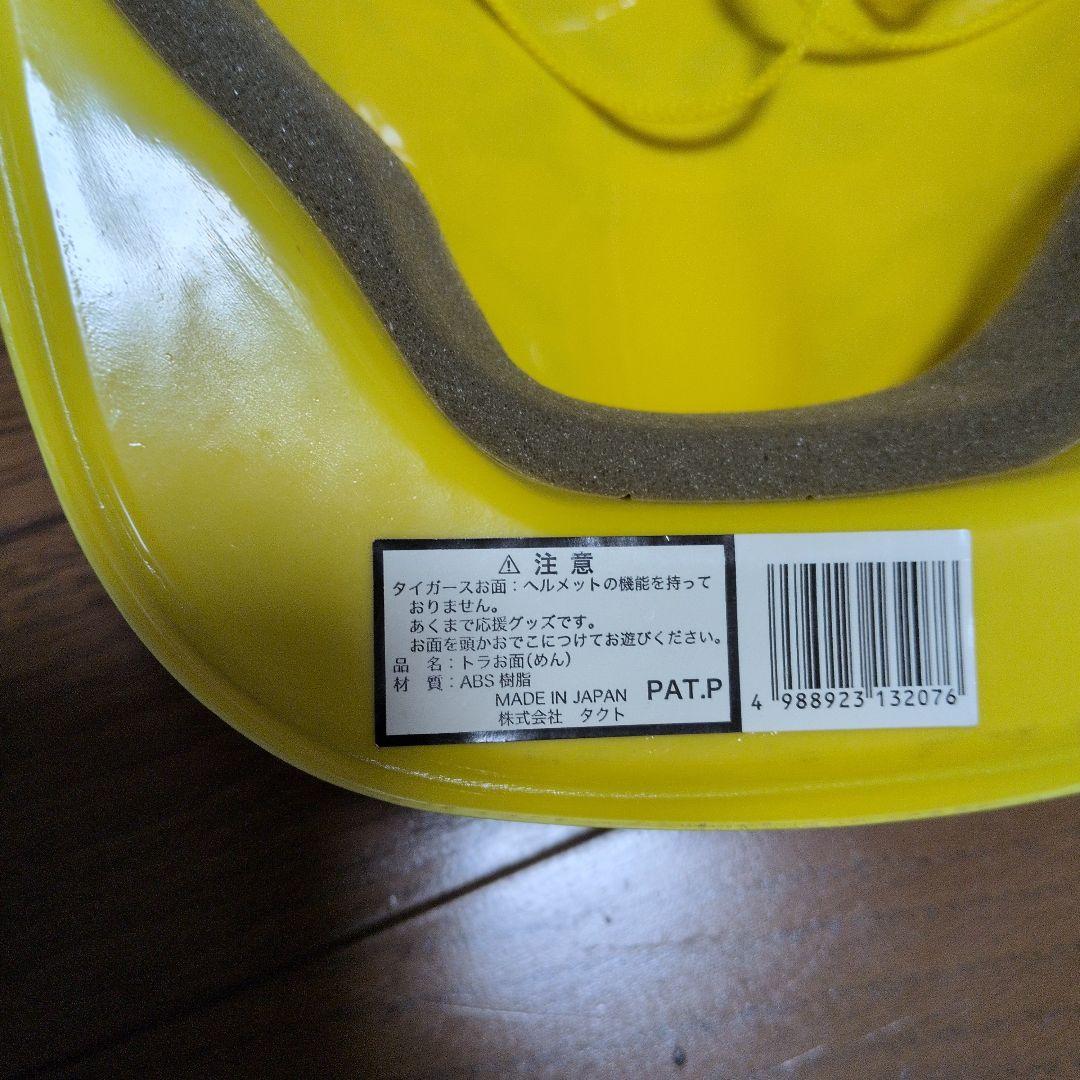 ⚠ 注意
タイガースお面：ヘルメットの機能を持って
おりません。
あくまで応援グッズです。
お面を頭かおでこにつけてお遊びください。
品　名：トラお面(めん)
材　質：ABS 樹脂
MADE IN JAPAN PAT.P
株式会社　タクト
4 988923 132076